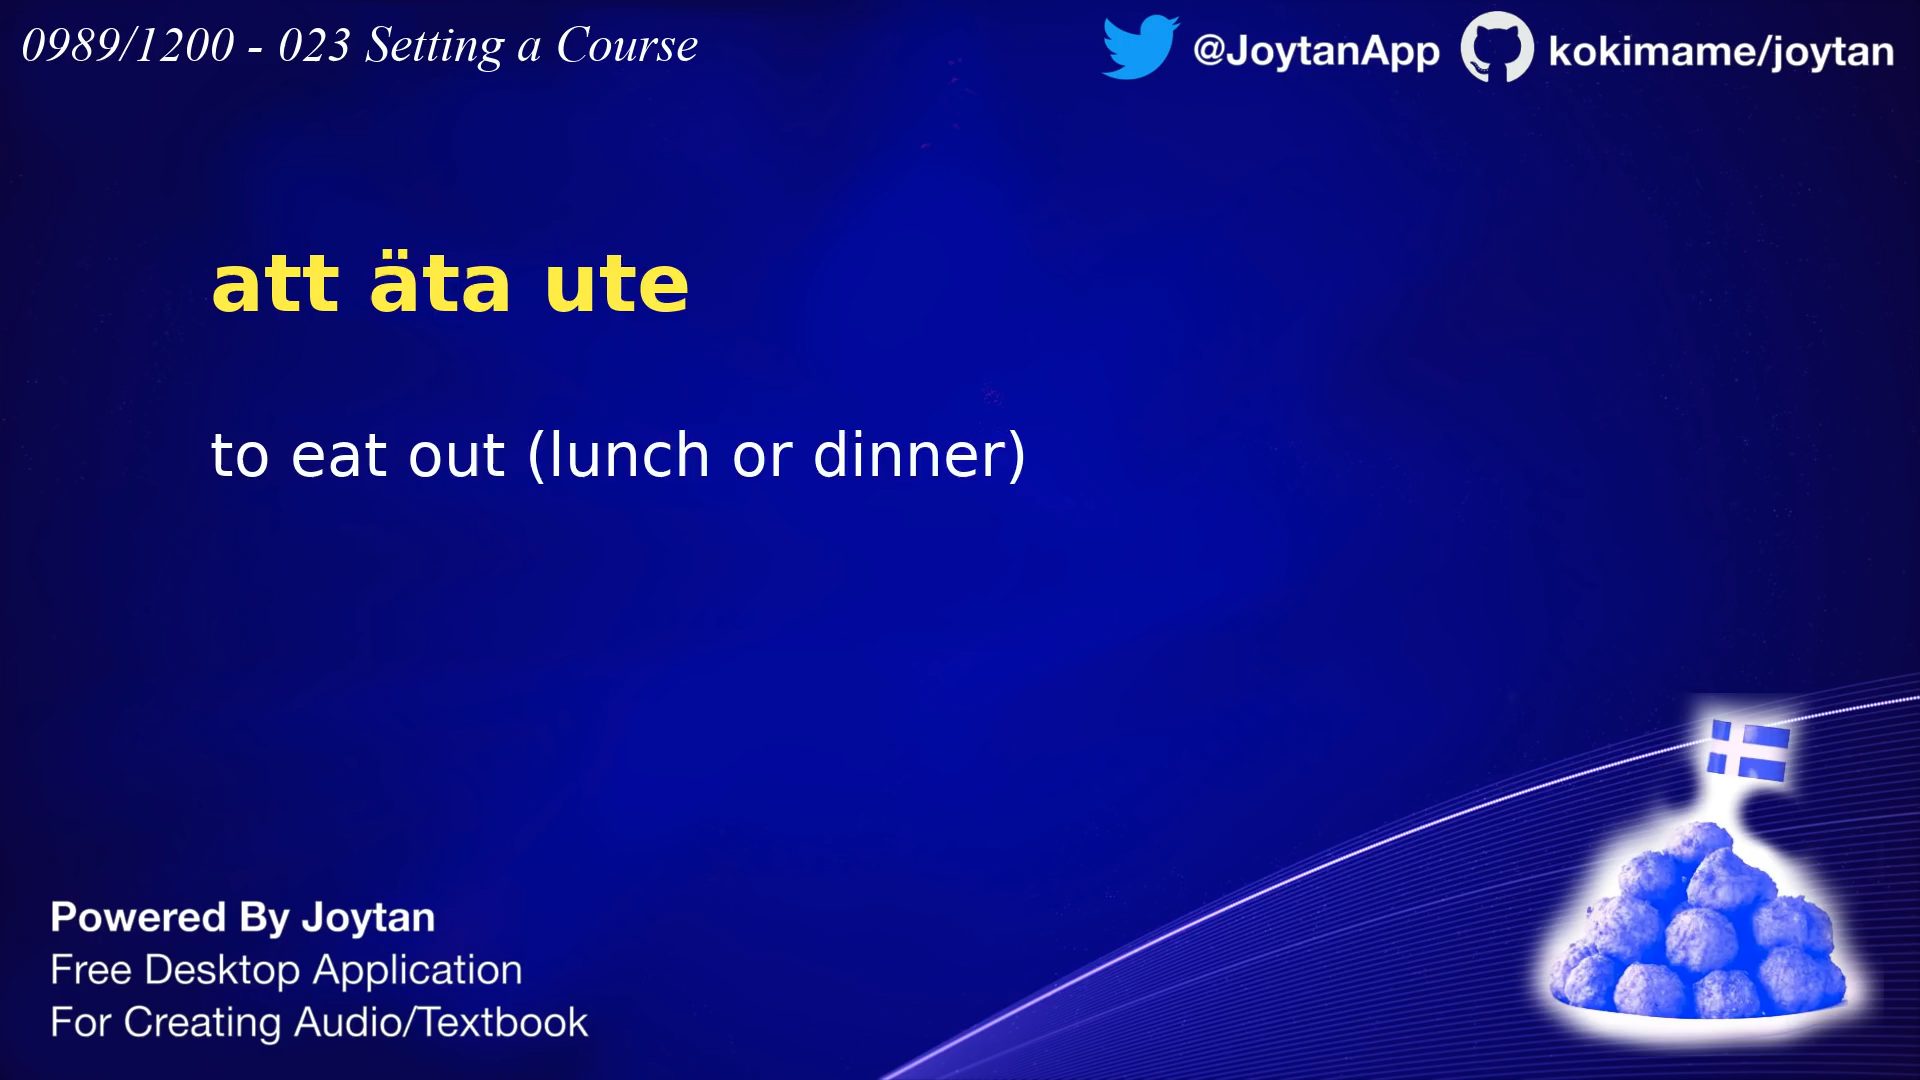 0989/1200 - 023 Setting a Course
@JoytanApp kokimame/joytan
att äta ute
to eat out (lunch or dinner)
Powered By Joytan
Free Desktop Application
For Creating Audio/Textbook